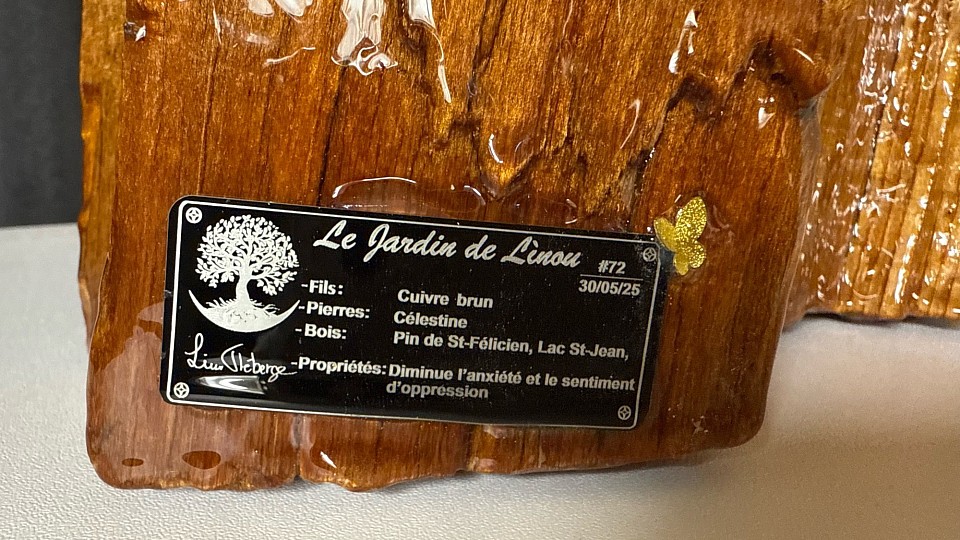 Le Jardin de Lìnou
#72
30/05/25
-Fils: Cuivre brun
-Pierres: Célestine
-Bois: Pin de St-Félicien, Lac St-Jean,
-Propriétés: Diminue l'anxiété et le sentiment
d'oppression